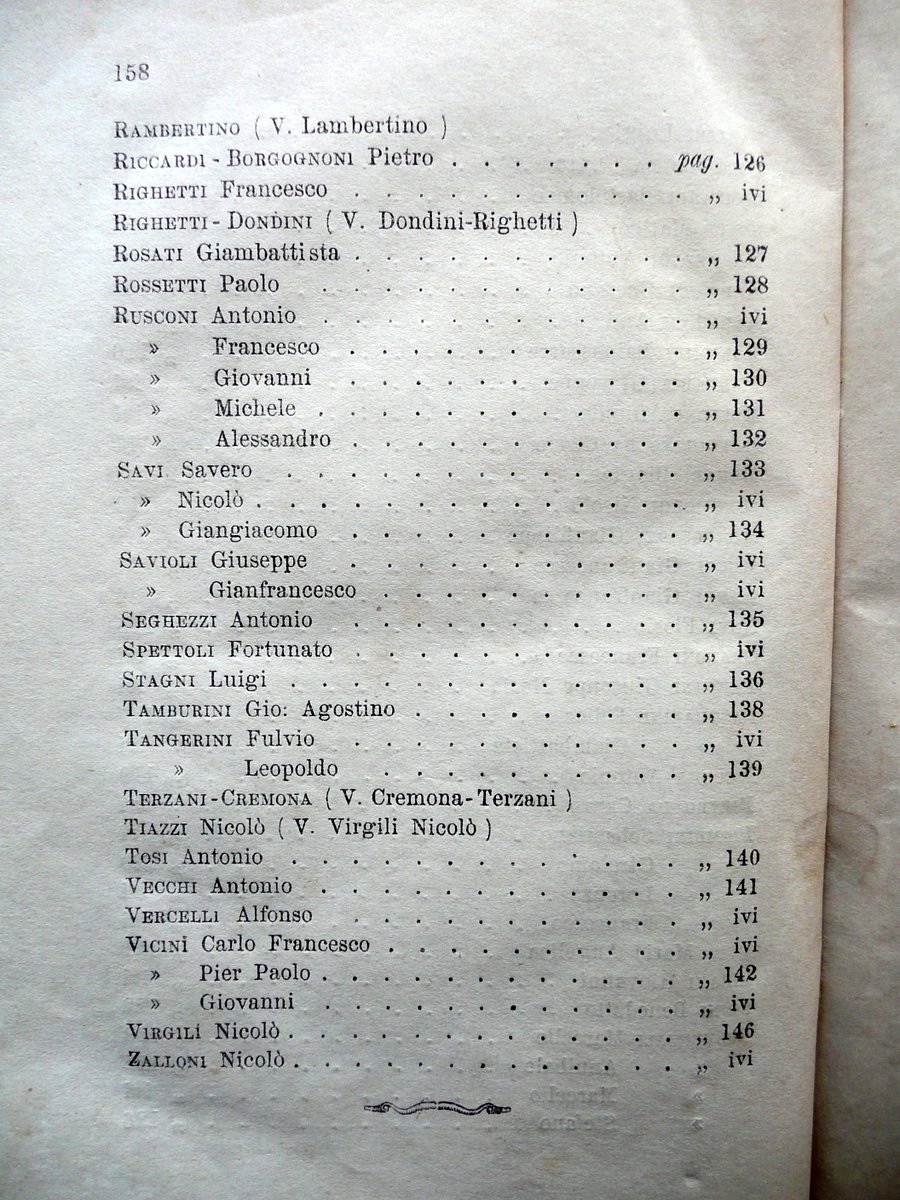 158
RAMBERTINO ( V. Lambertino )
RICCARDI - BORGOGNONI Pietro . . . . . . . pag. 126
RIGHETTI Francesco . . . . . . . . . . . „ ivi
RIGHETTI - DONDINI ( V. Dondini-Righetti )
ROSATI Giambattista . . . . . . . . . . . „ 127
ROSSETTI Paolo . . . . . . . . . . . . „ 128
RUSCONI Antonio . . . . . . . . . . . . „ ivi
» Francesco . . . . . . . . . . . „ 129
» Giovanni . . . . . . . . . . . „ 130
» Michele . . . . . . . . . . . . „ 131
» Alessandro . . . . . . . . . . . „ 132
SAVI Savero . . . . . . . . . . . . . „ 133
» Nicolò . . . . . . . . . . . . . . „ ivi
» Giangiacomo . . . . . . . . . . . „ 134
SAVIOLI Giuseppe . . . . . . . . . . . „ ivi
» Gianfrancesco . . . . . . . . . . „ ivi
SEGHEZZI Antonio . . . . . . . . . . . „ 135
SPETTOLI Fortunato . . . . . . . . . . . „ ivi
STAGNI Luigi . . . . . . . . . . . . . „ 136
TAMBURINI Gio: Agostino . . . . . . . . . „ 138
TANGERINI Fulvio . . . . . . . . . . . „ ivi
» Leopoldo . . . . . . . . . . „ 139
TERZANI-CREMONA ( V. Cremona-Terzani )
TIAZZI Nicolò ( V. Virgili Nicolò )
TOSI Antonio . . . . . . . . . . . . . „ 140
VECCHI Antonio . . . . . . . . . . . . „ 141
VERCELLI Alfonso . . . . . . . . . . . „ ivi
VICINI Carlo Francesco . . . . . . . . . . „ ivi
» Pier Paolo . . . . . . . . . . . . „ 142
» Giovanni . . . . . . . . . . . . „ ivi
VIRGILI Nicolò . . . . . . . . . . . . . „ 146
ZALLONI Nicolò . . . . . . . . . . . . . „ ivi